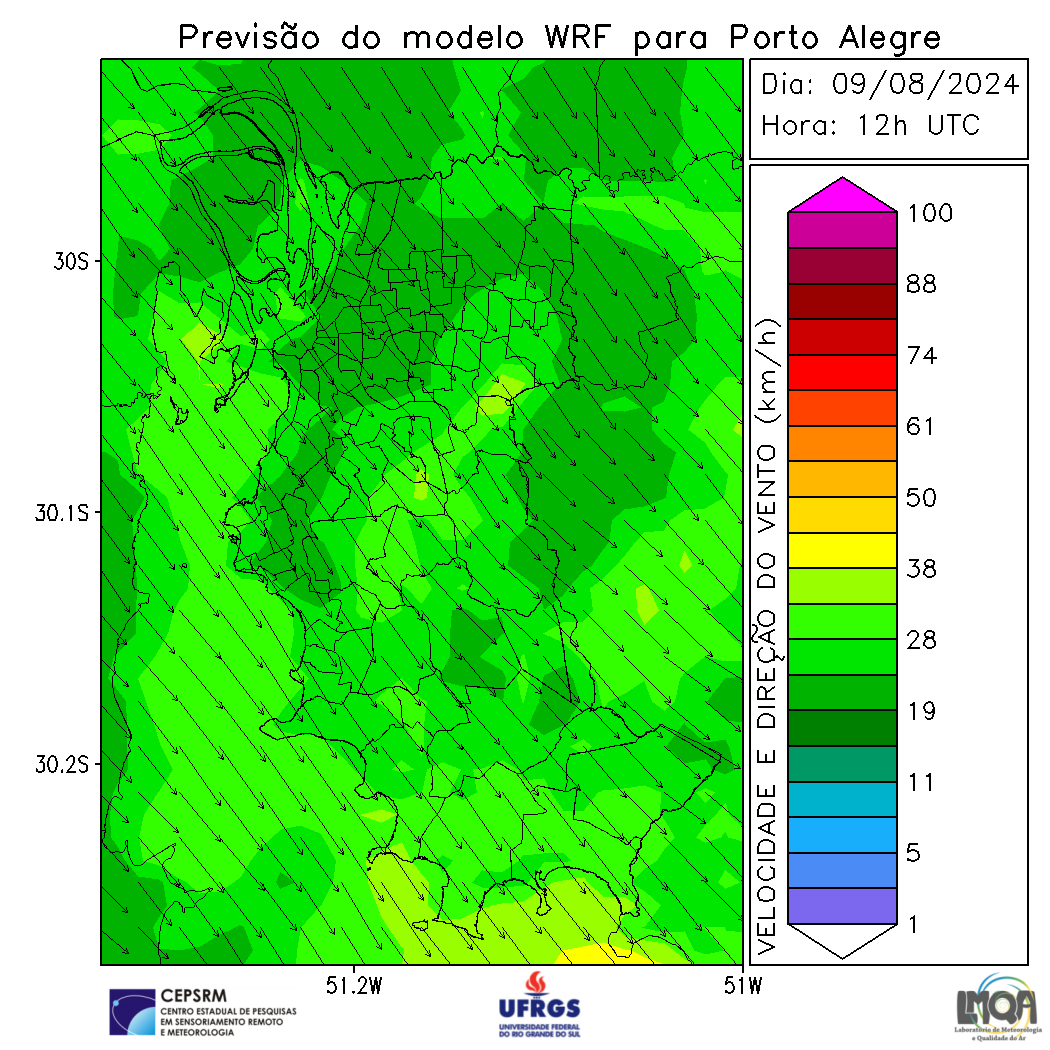 Previsão do modelo WRF para Porto Alegre
Dia: 09/08/2024
Hora: 12h UTC
30S
30.1S
30.2S
51.2W
51W
VELOCIDADE E DIREÇÃO DO VENTO (km/h)
100
88
74
61
50
38
28
19
11
5
1
CEPSRM
CENTRO ESTADUAL DE PESQUISAS
EM SENSORIAMENTO REMOTO
E METEOROLOGIA
UFRGS
UNIVERSIDADE FEDERAL
DO RIO GRANDE DO SUL
LMQA
Laboratório de Meteorologia
e Qualidade do Ar